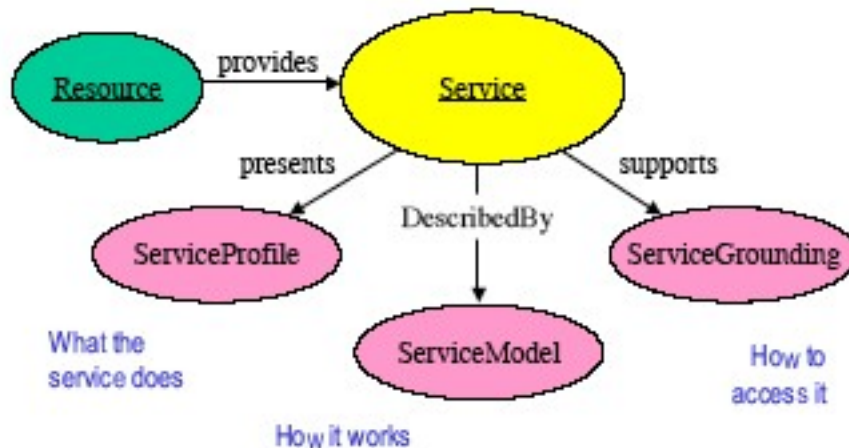 provides
Resource
Service
presents
supports
DescribedBy
ServiceProfile
ServiceGrounding
What the
service does
ServiceModel
How to
access it
How it works